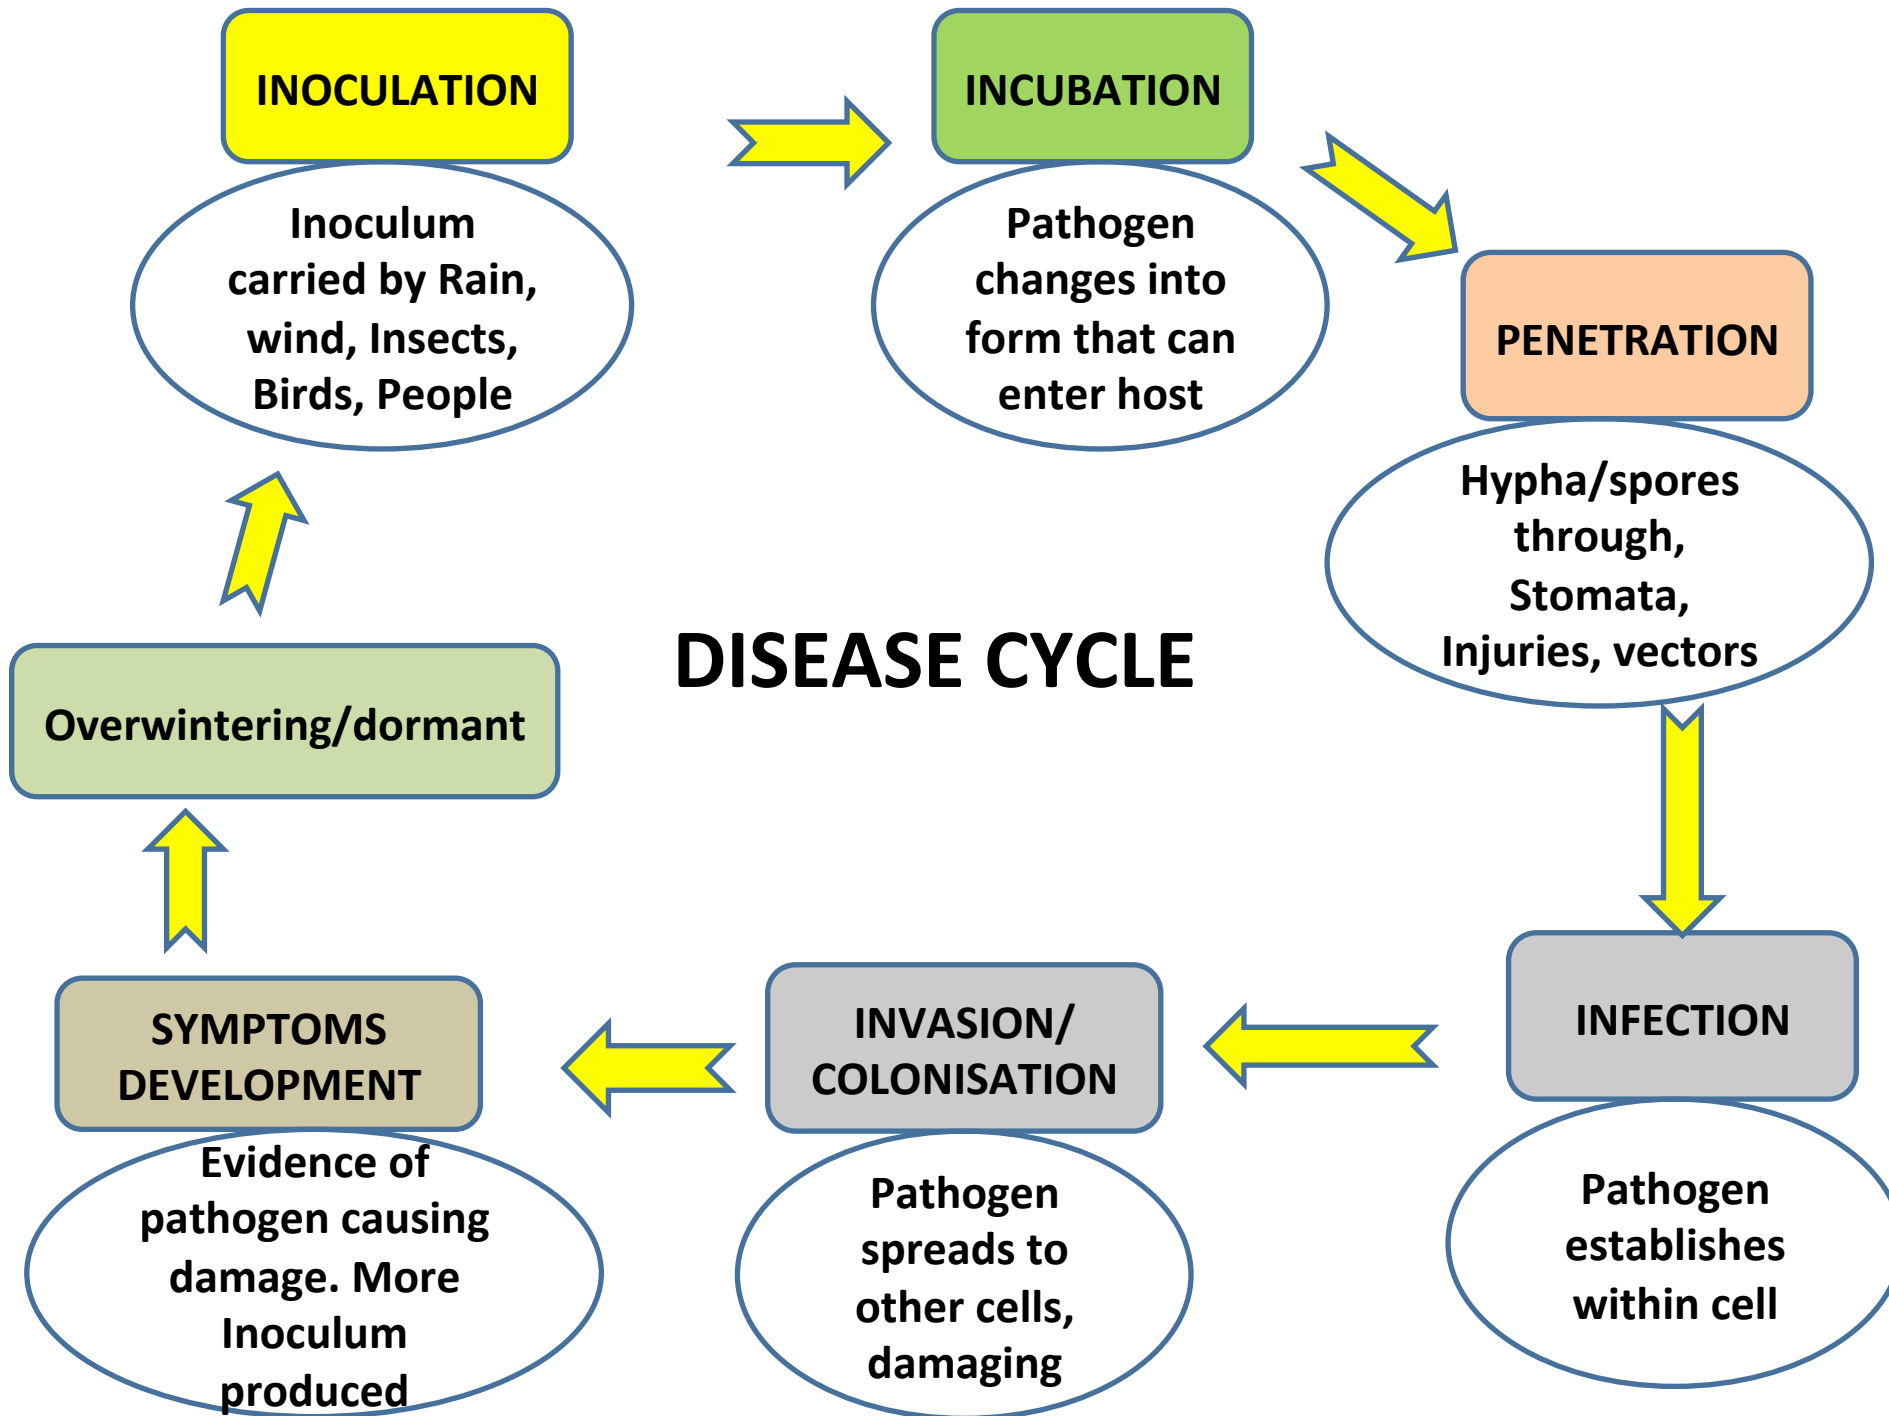 INOCULATION
Inoculum
carried by Rain,
wind, Insects,
Birds, People
INCUBATION
Pathogen
changes into
form that can
enter host
PENETRATION
Hypha/spores
through,
Stomata,
Injuries, vectors
DISEASE CYCLE
Overwintering/dormant
INFECTION
Pathogen
establishes
within cell
INVASION/
COLONISATION
Pathogen
spreads to
other cells,
damaging
SYMPTOMS
DEVELOPMENT
Evidence of
pathogen causing
damage. More
Inoculum
produced